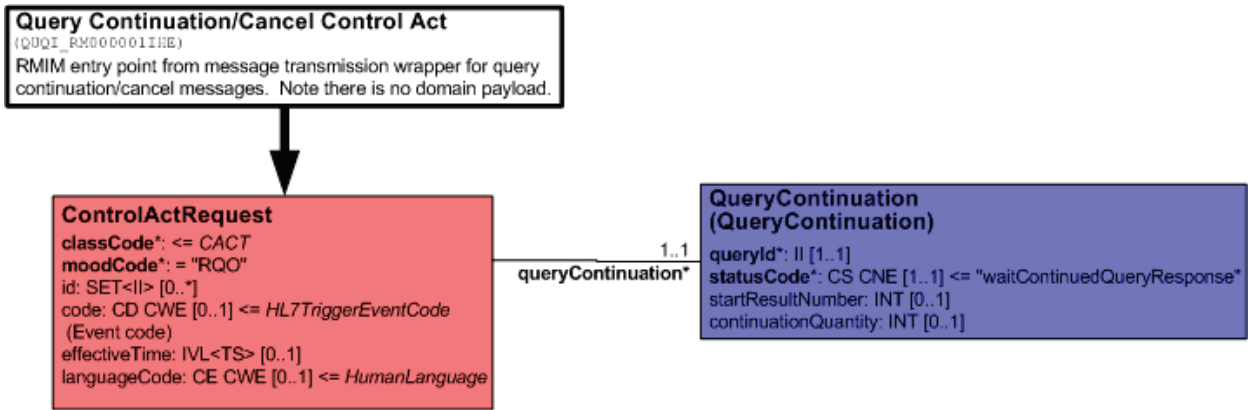 Query Continuation/Cancel Control Act
(QUQI_RM000001IHE)
RMIM entry point from message transmission wrapper for query
continuation/cancel messages.  Note there is no domain payload.
ControlActRequest
classCode*: <= CACT
moodCode*: = "RQO"
id: SET<II> [0..*]
code: CD CWE [0..1] <= HL7TriggerEventCode
(Event code)
effectiveTime: IVL<TS> [0..1]
languageCode: CE CWE [0..1] <= HumanLanguage
1..1
queryContinuation*
QueryContinuation
(QueryContinuation)
queryId*: II [1..1]
statusCode*: CS CNE [1..1] <= "waitContinuedQueryResponse"
startResultNumber: INT [0..1]
continuationQuantity: INT [0..1]